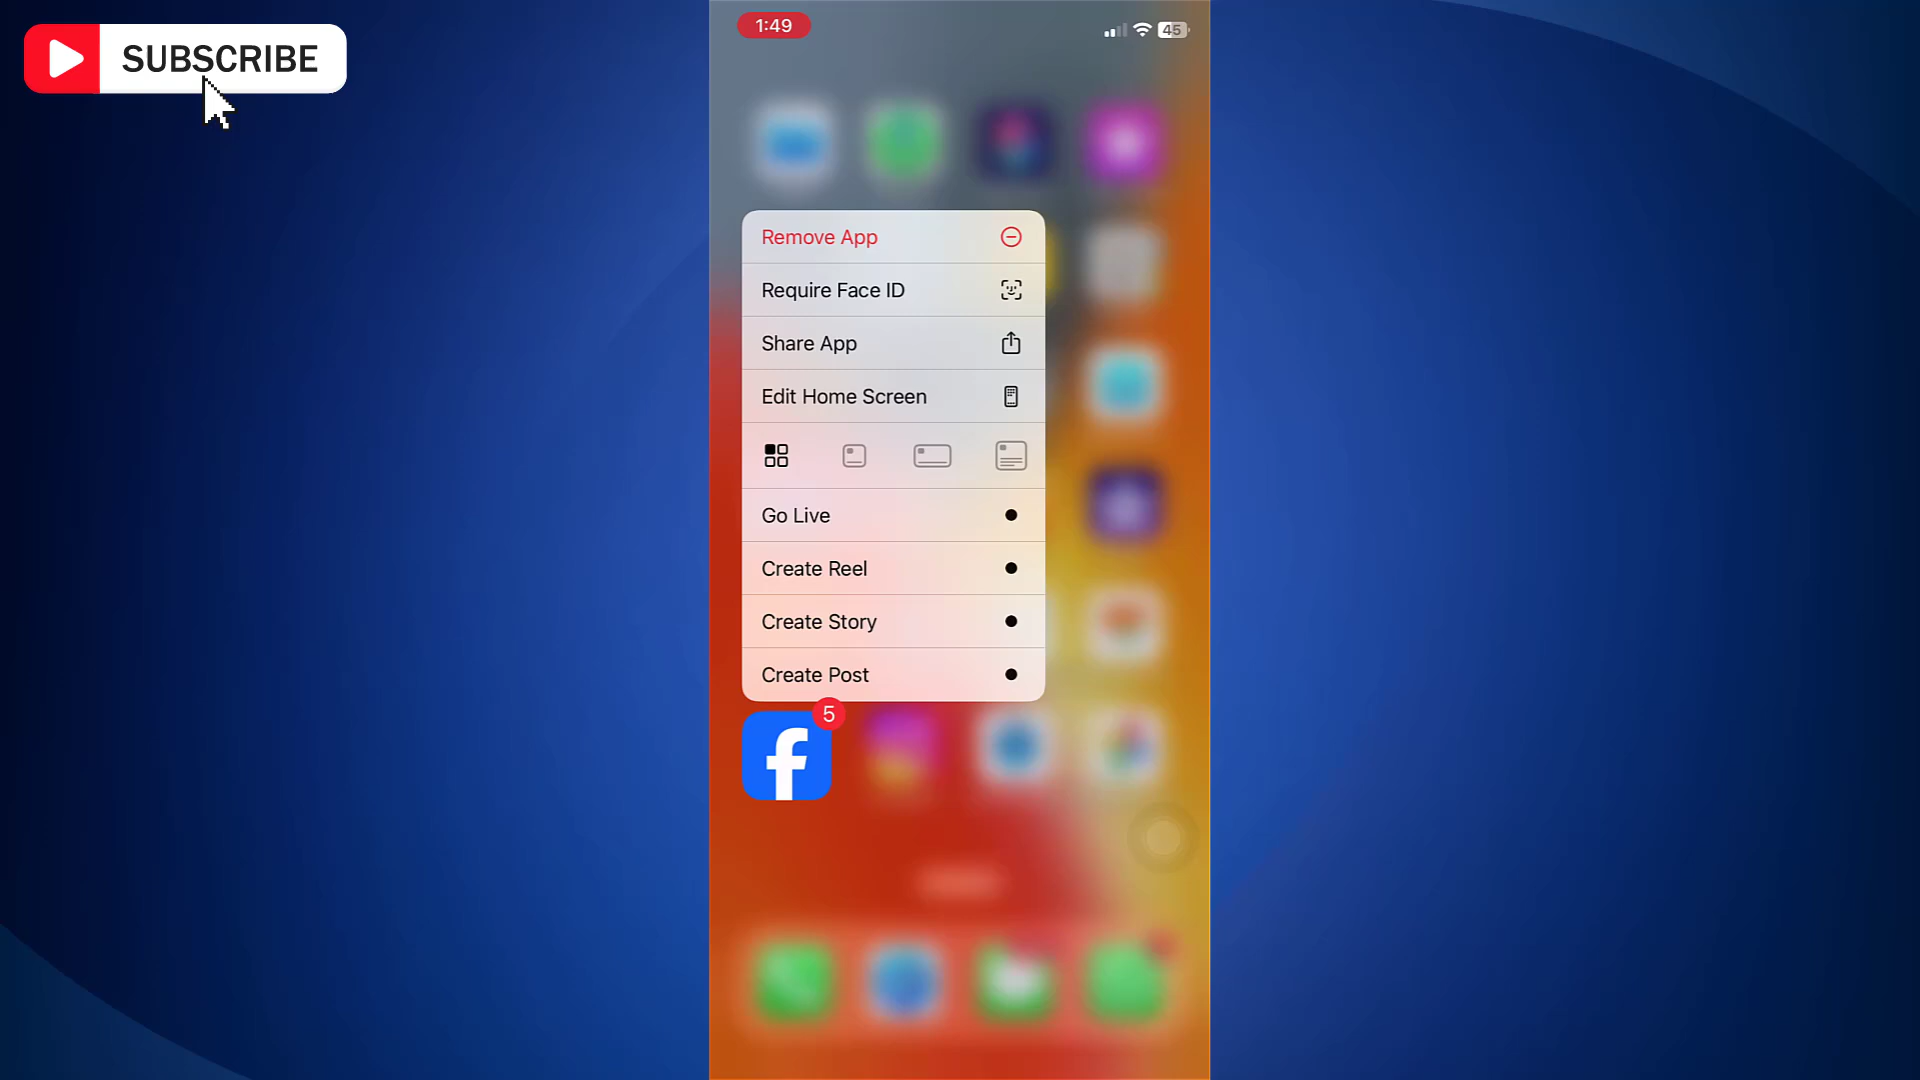 SUBSCRIBE
1:49
45
Remove App
Require Face ID
Share App
Edit Home Screen
Go Live
Create Reel
Create Story
Create Post
5